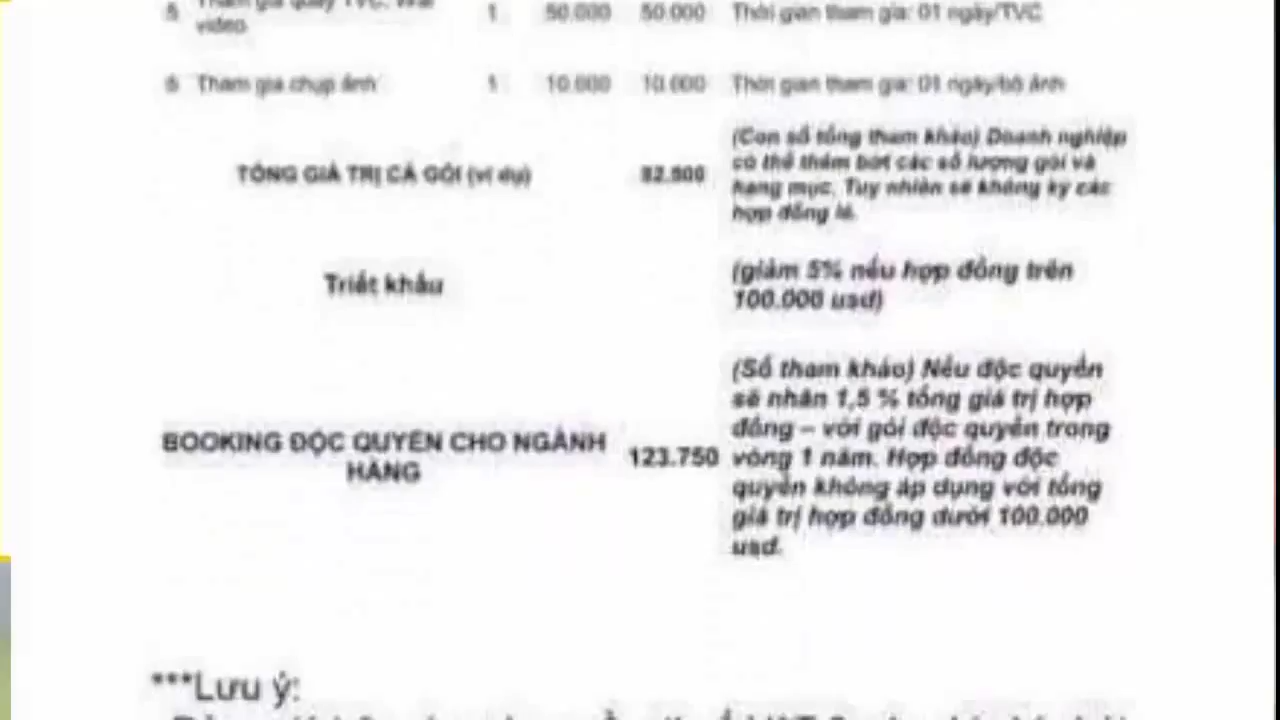 5 Tham gia quay TVC, viral 1 50.000 50.000 Thời gian tham gia: 01 ngày/TVC
video
6 Tham gia chụp ảnh 1 10.000 10.000 Thời gian tham gia: 01 ngày/bộ ảnh
TỔNG GIÁ TRỊ CẢ GÓI (ví dụ) 82.500
(Con số tổng tham khảo) Doanh nghiệp
có thể thêm bớt các số lượng gói và
hạng mục. Tuy nhiên sẽ không ký các
hợp đồng lẻ.
Triết khấu
(giảm 5% nếu hợp đồng trên
100.000 usd)
BOOKING ĐỘC QUYỀN CHO NGÀNH
HÀNG
123.750
(Số tham khảo) Nếu độc quyền
sẽ nhân 1,5 % tổng giá trị hợp
đồng – với gói độc quyền trong
vòng 1 năm. Hợp đồng độc
quyền không áp dụng với tổng
giá trị hợp đồng dưới 100.000
usd.
***Lưu ý: